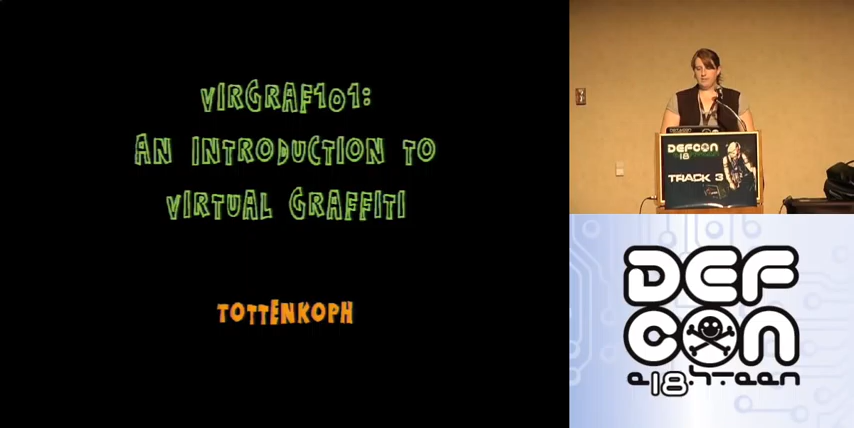 VIRGRAF101:
AN INTRODUCTION TO
VIRTUAL GRAFFITI
TOTTENKOPH
DEFCON
18
TRACK 3
DEF
CON
e18hteen